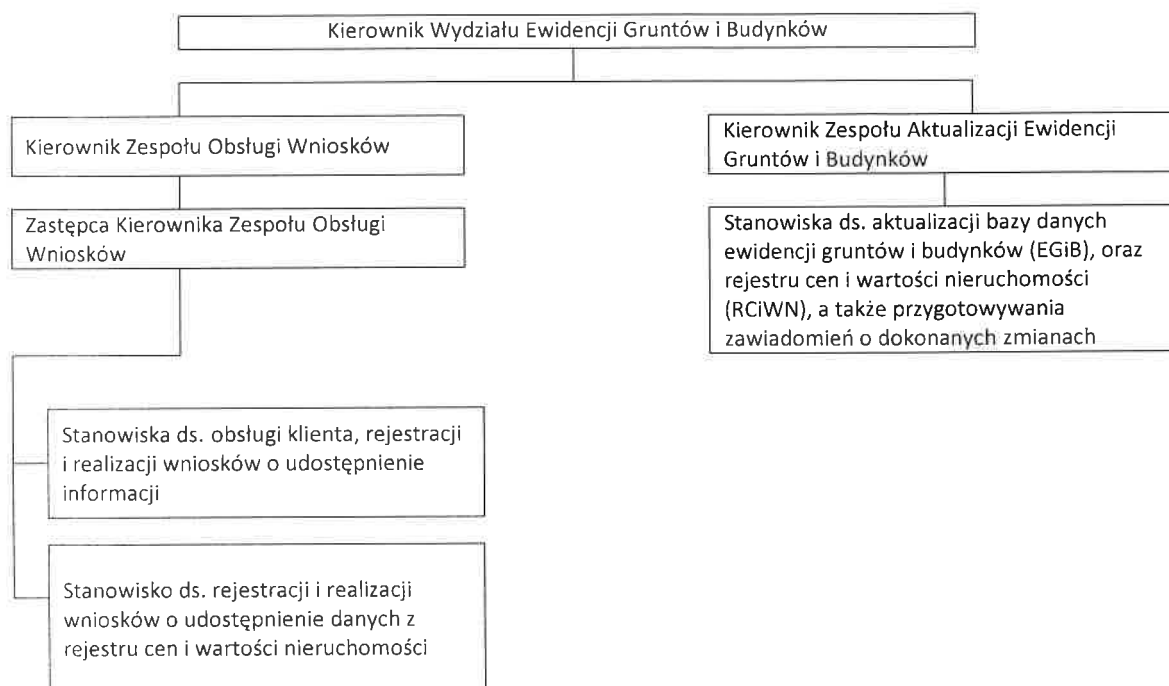 Kierownik Wydziału Ewidencji Gruntów i Budynków
Kierownik Zespołu Obsługi Wniosków
Zastępca Kierownika Zespołu Obsługi
Wniosków
Stanowiska ds. obsługi klienta, rejestracji
i realizacji wniosków o udostępnienie
informacji
Stanowisko ds. rejestracji i realizacji
wniosków o udostępnienie danych z
rejestru cen i wartości nieruchomości
Kierownik Zespołu Aktualizacji Ewidencji
Gruntów i Budynków
Stanowiska ds. aktualizacji bazy danych
ewidencji gruntów i budynków (EGiB), oraz
rejestru cen i wartości nieruchomości
(RCiWN), a także przygotowywania
zawiadomień o dokonanych zmianach